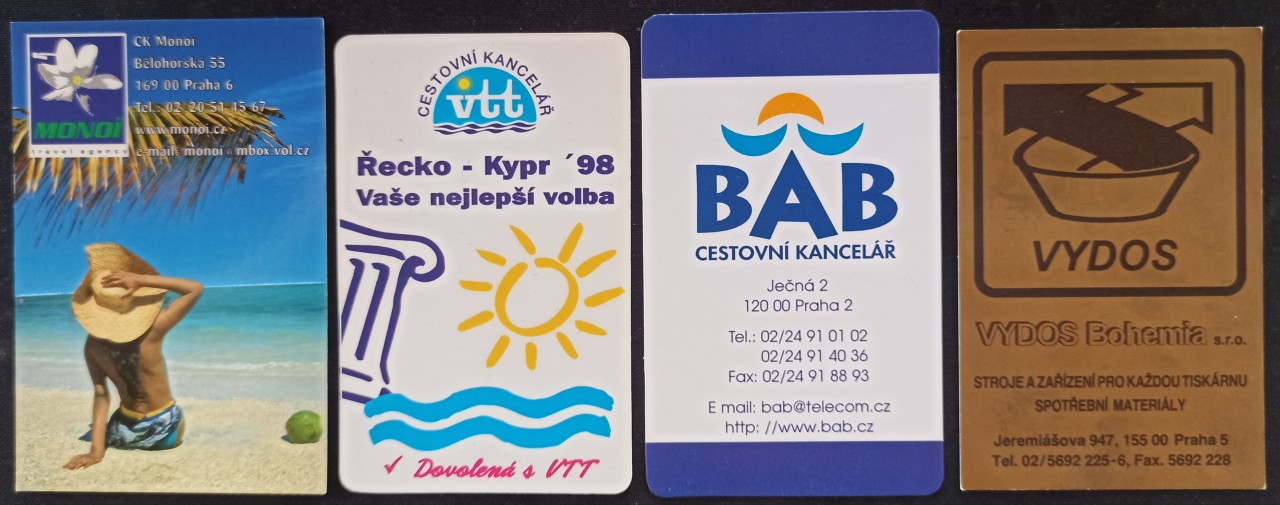 MONOÏ
travel agency
CK Monoi
Bělohorská 55
169 00 Praha 6
Tel.: 02 20 51 45 67
www.monoi.cz
e-mail: monoi@mbox.vol.cz
CESTOVNÍ KANCELÁŘ
vtt
Řecko - Kypr ´98
Vaše nejlepší volba
Dovolená s VTT
BAB
CESTOVNÍ KANCELÁŘ
Ječná 2
120 00 Praha 2
Tel.: 02/24 91 01 02
02/24 91 40 36
Fax: 02/24 91 88 93
E mail: bab@telecom.cz
http: //www.bab.cz
VYDOS
VYDOS Bohemia s.r.o.
STROJE A ZAŘÍZENÍ PRO KAŽDOU TISKÁRNU
SPOTŘEBNÍ MATERIÁLY
Jeremiášova 947, 155 00 Praha 5
Tel. 02/5692 225-6, Fax. 5692 228